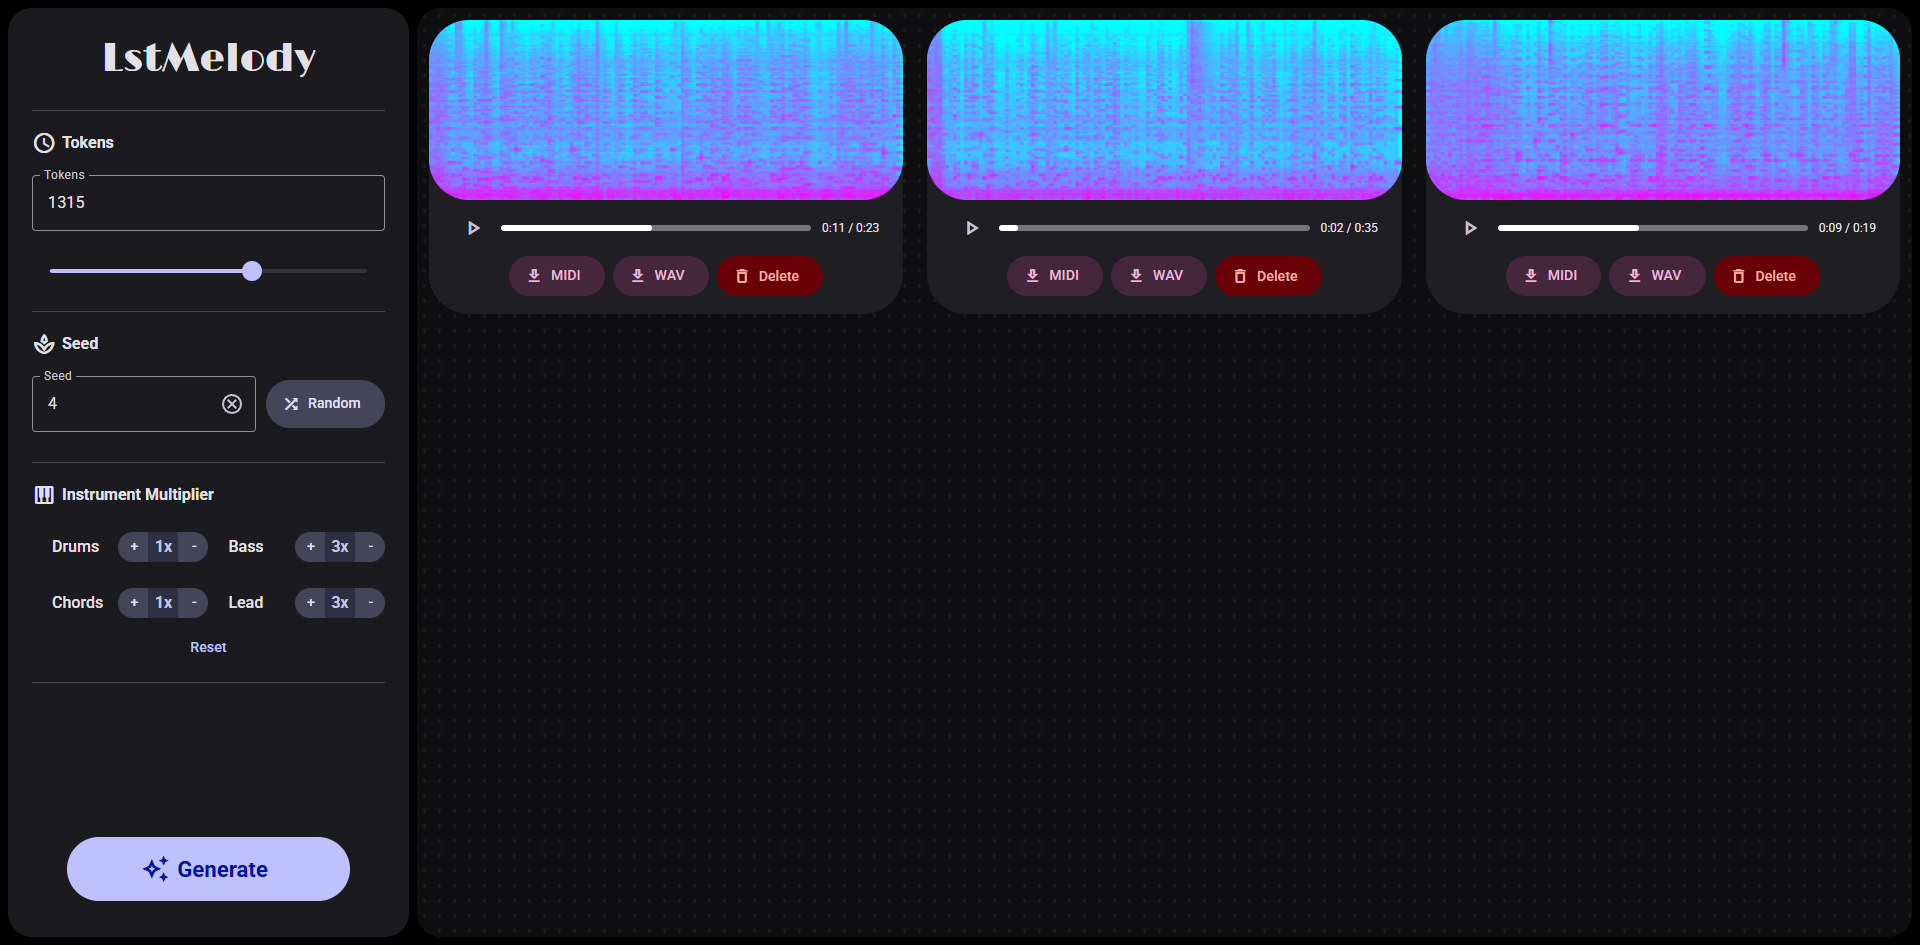 LstMelody
Tokens
Tokens
1315
Seed
Seed
4
Random
Instrument Multiplier
Drums + 1x - Bass + 3x -
Chords + 1x - Lead + 3x -
Reset
Generate
0:11 / 0:23
MIDI WAV Delete
0:02 / 0:35
MIDI WAV Delete
0:09 / 0:19
MIDI WAV Delete